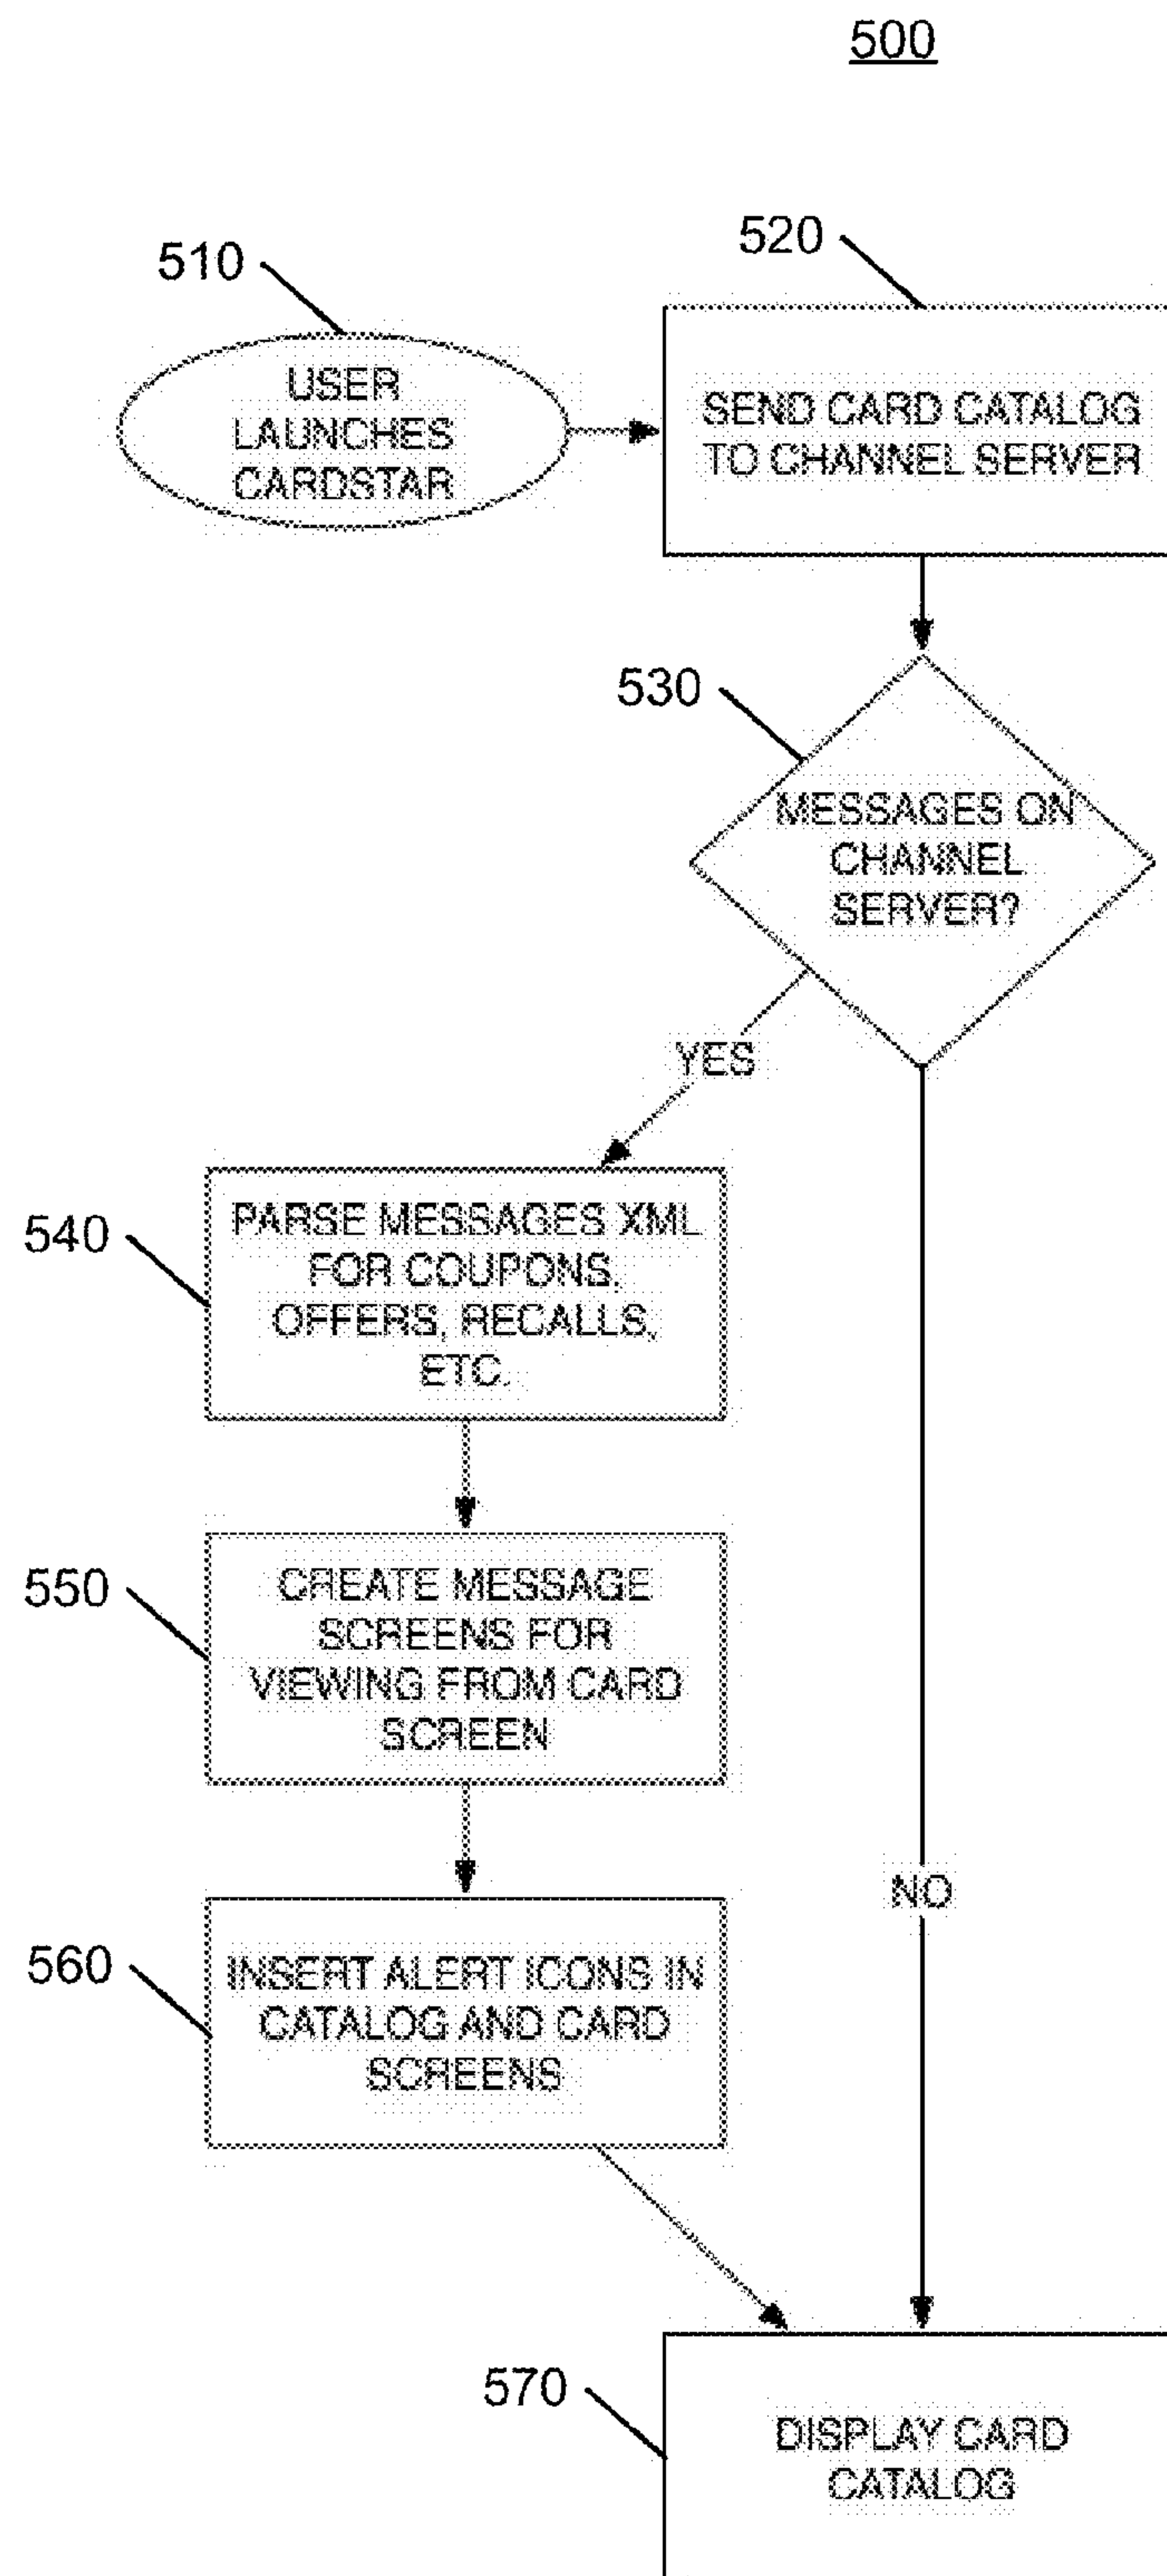 500
510
USER
LAUNCHES
CARDSTAR
520
SEND CARD CATALOG
TO CHANNEL SERVER
530
MESSAGES ON
CHANNEL
SERVER?
YES
540
PARSE MESSAGES XML
FOR COUPONS,
OFFERS, RECALLS,
ETC.
550
CREATE MESSAGE
SCREENS FOR
VIEWING FROM CARD
SCREEN
NO
560
INSERT ALERT ICONS IN
CATALOG AND CARD
SCREENS
570
DISPLAY CARD
CATALOG